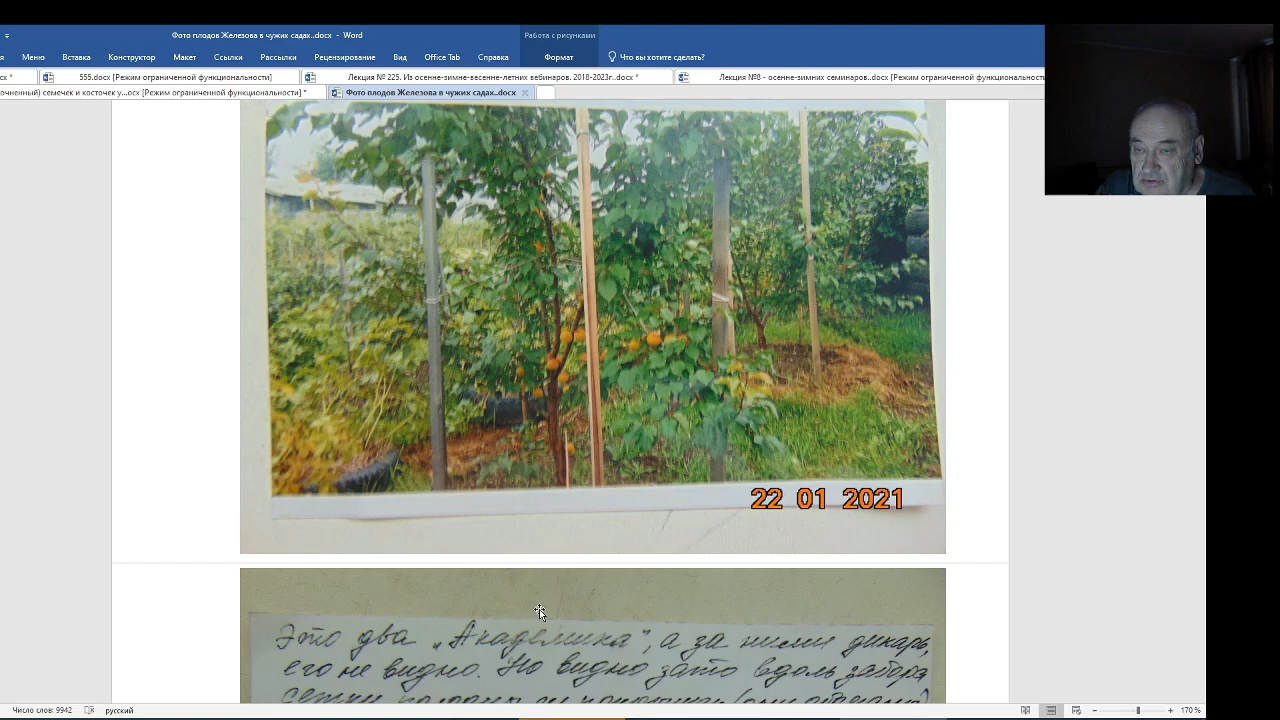 Фото плодов Железова в чужих садах..docx - Word
Работа с рисунками
Меню Вставка Конструктор Макет Ссылки Рассылки Рецензирование Вид Office Tab Справка Формат Что вы хотите сделать?
сх * 555.docx [Режим ограниченной функциональности] Лекция № 225. Из осенне-зимне-весенне-летних вебинаров. 2018-2023г..docx * Лекция №8 - осенне-зимних семинаров..docx [Режим ограниченной функциональности
очненный) семечек и косточек у...ocx [Режим ограниченной функциональности] * Фото плодов Железова в чужих садах..docx
22 01 2021
Это два „Академика", а за ними дикарь,
его не видно. Но видно зато вдоль забора
сетки
Число слов: 9942 русский 170 %